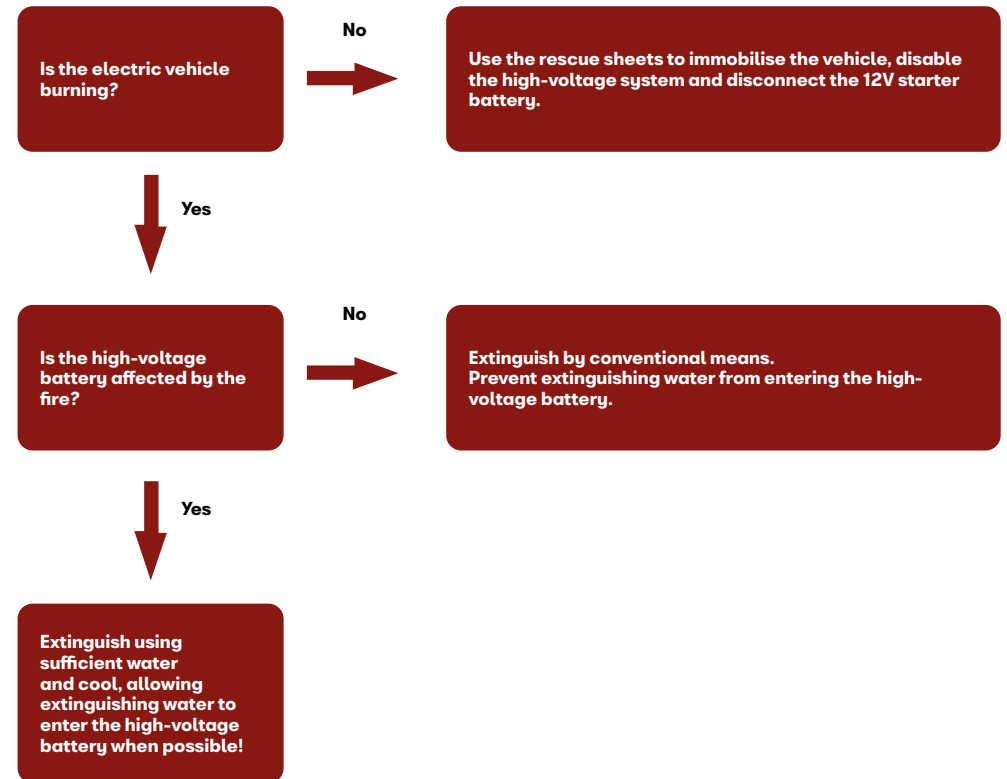 Is the electric vehicle
burning?
No
Use the rescue sheets to immobilise the vehicle, disable
the high-voltage system and disconnect the 12V starter
battery.
Yes
Is the high-voltage
battery affected by the
fire?
No
Extinguish by conventional means.
Prevent extinguishing water from entering the high-
voltage battery.
Yes
Extinguish using
sufficient water
and cool, allowing
extinguishing water to
enter the high-voltage
battery when possible!